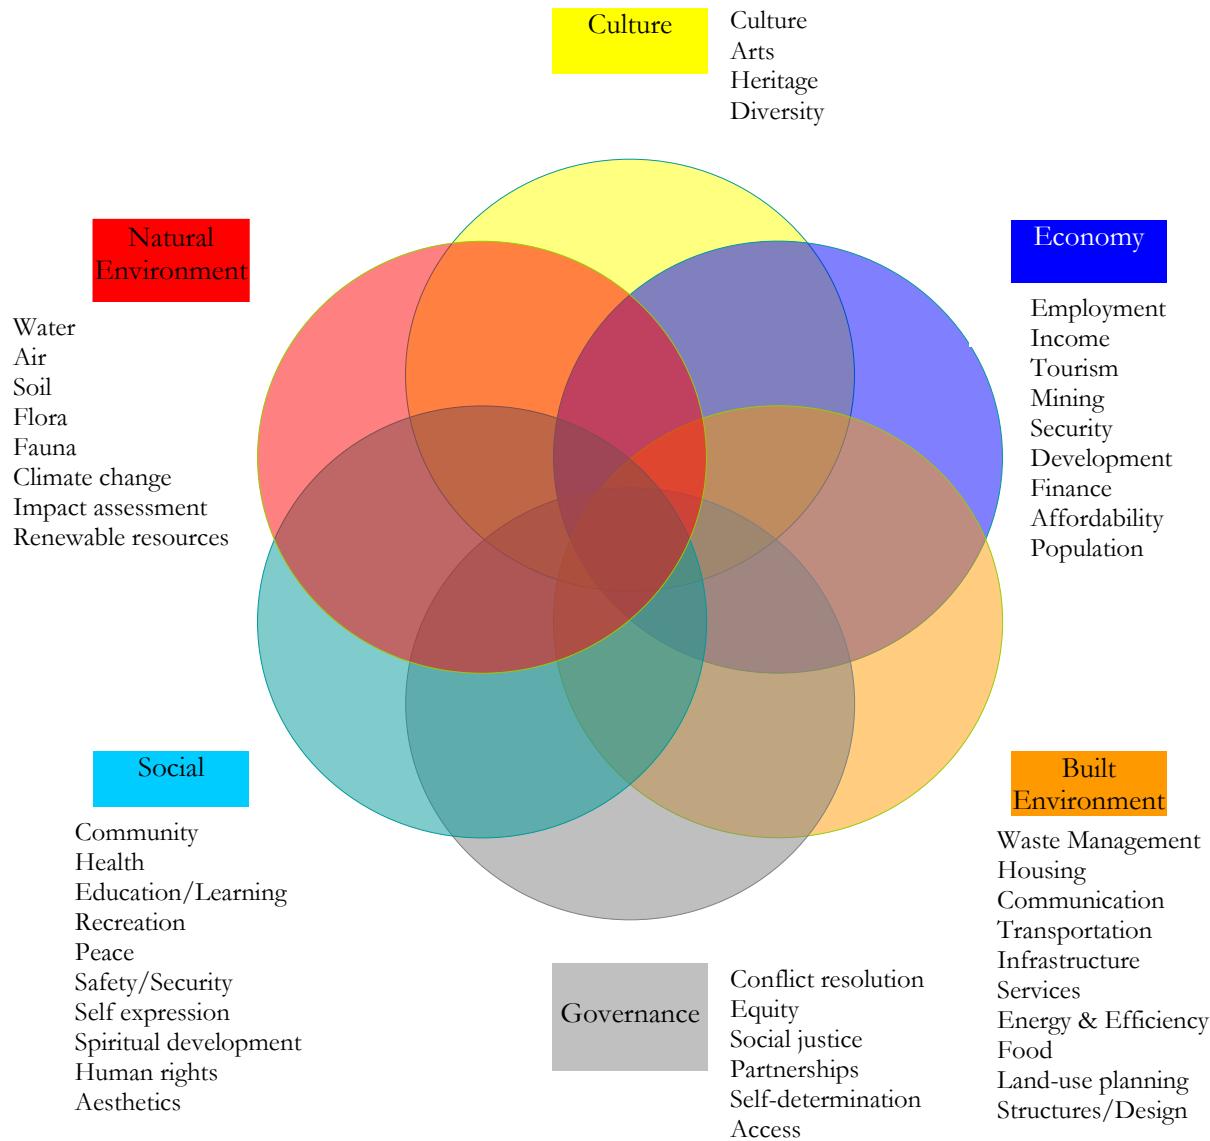 Culture
Culture
Arts
Heritage
Diversity
Natural
Environment
Water
Air
Soil
Flora
Fauna
Climate change
Impact assessment
Renewable resources
Economy
Employment
Income
Tourism
Mining
Security
Development
Finance
Affordability
Population
Social
Community
Health
Education/Learning
Recreation
Peace
Safety/Security
Self expression
Spiritual development
Human rights
Aesthetics
Governance
Conflict resolution
Equity
Social justice
Partnerships
Self-determination
Access
Built
Environment
Waste Management
Housing
Communication
Transportation
Infrastructure
Services
Energy & Efficiency
Food
Land-use planning
Structures/Design